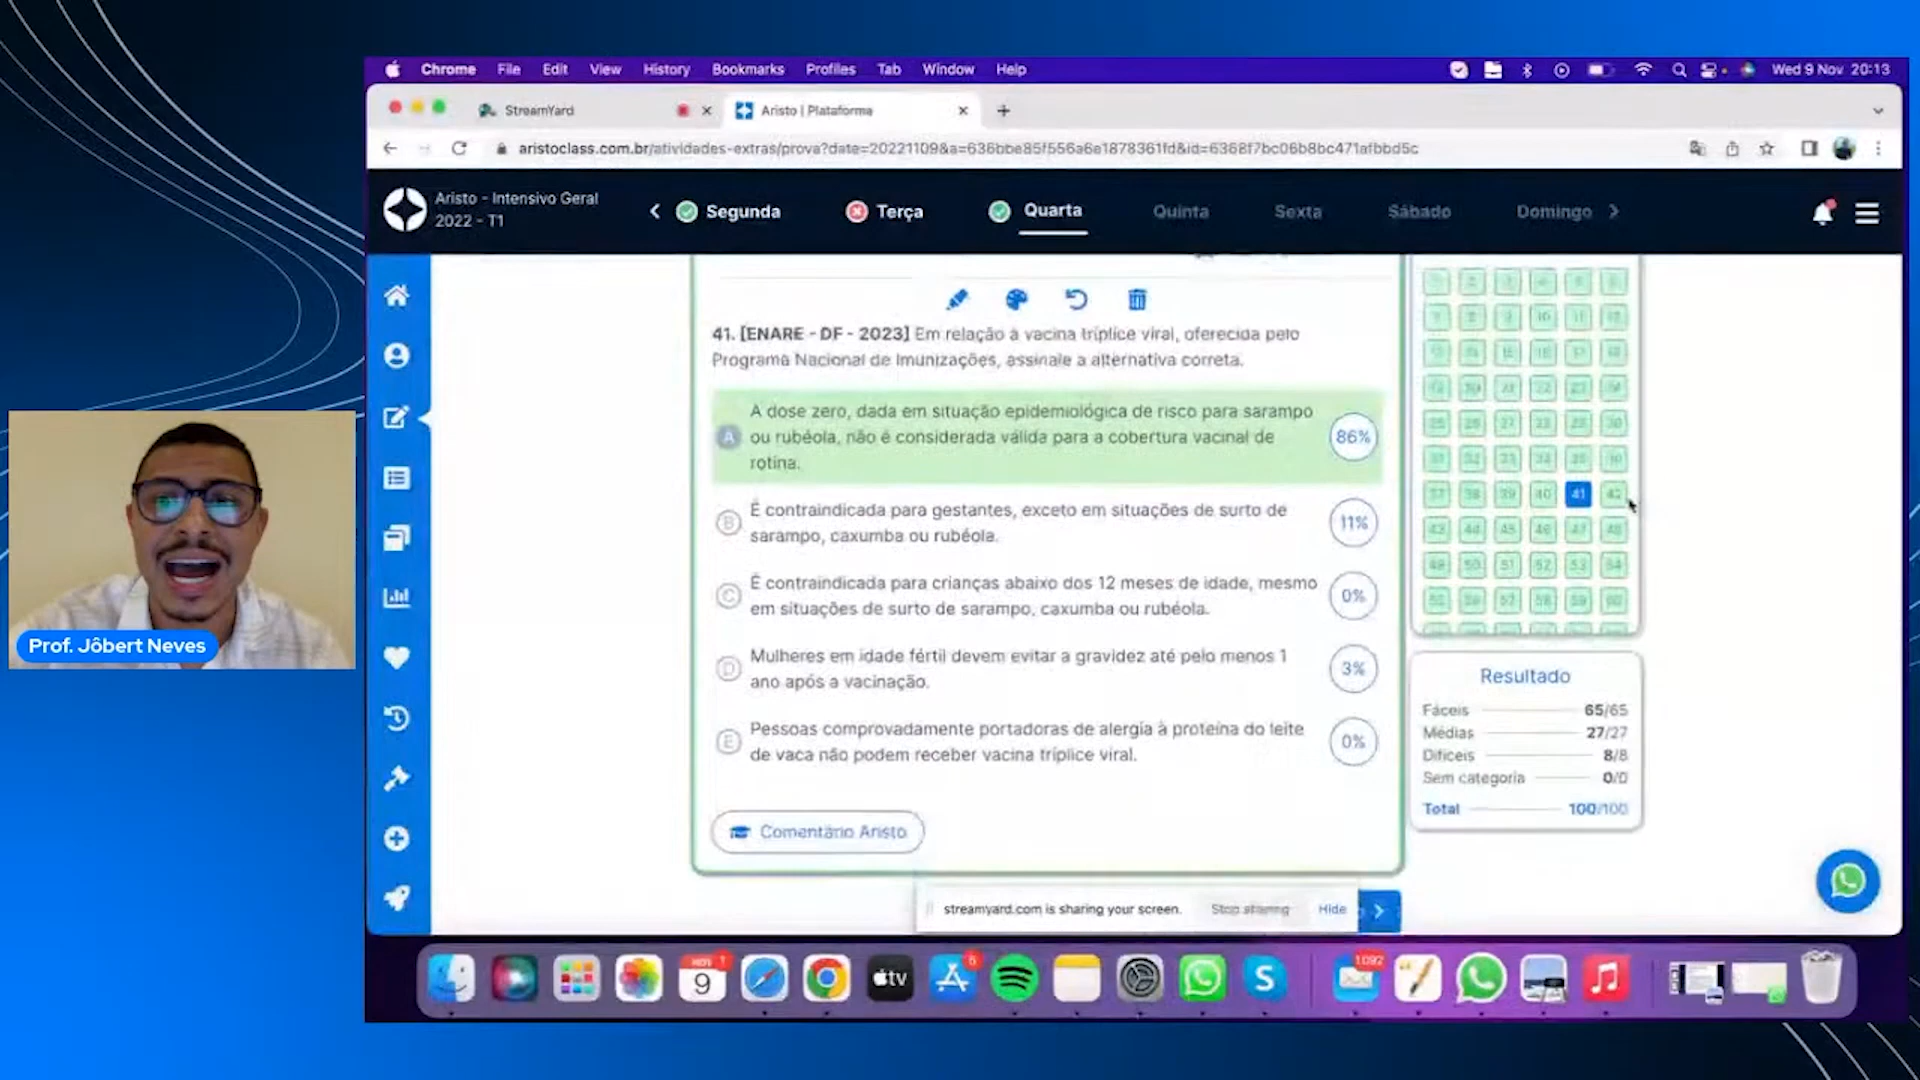 Chrome File Edit View History Bookmarks Profiles Tab Window Help
Wed 9 Nov 20:13
StreamYard
Aristo | Plataforma
aristoclass.com.br/atividades-extras/prova?date=20221109&a=636bbe85f556a6e1878361fd&id=6368f7bc06b8bc471afbbd5c
Aristo - Intensivo Geral
2022 - T1
Segunda Terça Quarta Quinta Sexta Sábado Domingo
41. [ENARE - DF - 2023] Em relação à vacina tríplice viral, oferecida pelo
Programa Nacional de Imunizações, assinale a alternativa correta.
A
A dose zero, dada em situação epidemiológica de risco para sarampo
ou rubéola, não é considerada válida para a cobertura vacinal de
rotina.
86%
B
É contraindicada para gestantes, exceto em situações de surto de
sarampo, caxumba ou rubéola.
11%
C
É contraindicada para crianças abaixo dos 12 meses de idade, mesmo
em situações de surto de sarampo, caxumba ou rubéola.
0%
D
Mulheres em idade fértil devem evitar a gravidez até pelo menos 1
ano após a vacinação.
3%
E
Pessoas comprovadamente portadoras de alergia à proteína do leite
de vaca não podem receber vacina tríplice viral.
0%
Comentário Aristo
40 41 42
Resultado
Fáceis 65/65
Médias 27/27
Difíceis 8/8
Sem categoria 0/0
Total 100/100
streamyard.com is sharing your screen. Stop sharing Hide
Prof. Jôbert Neves
NOV
9
tv
6
1092